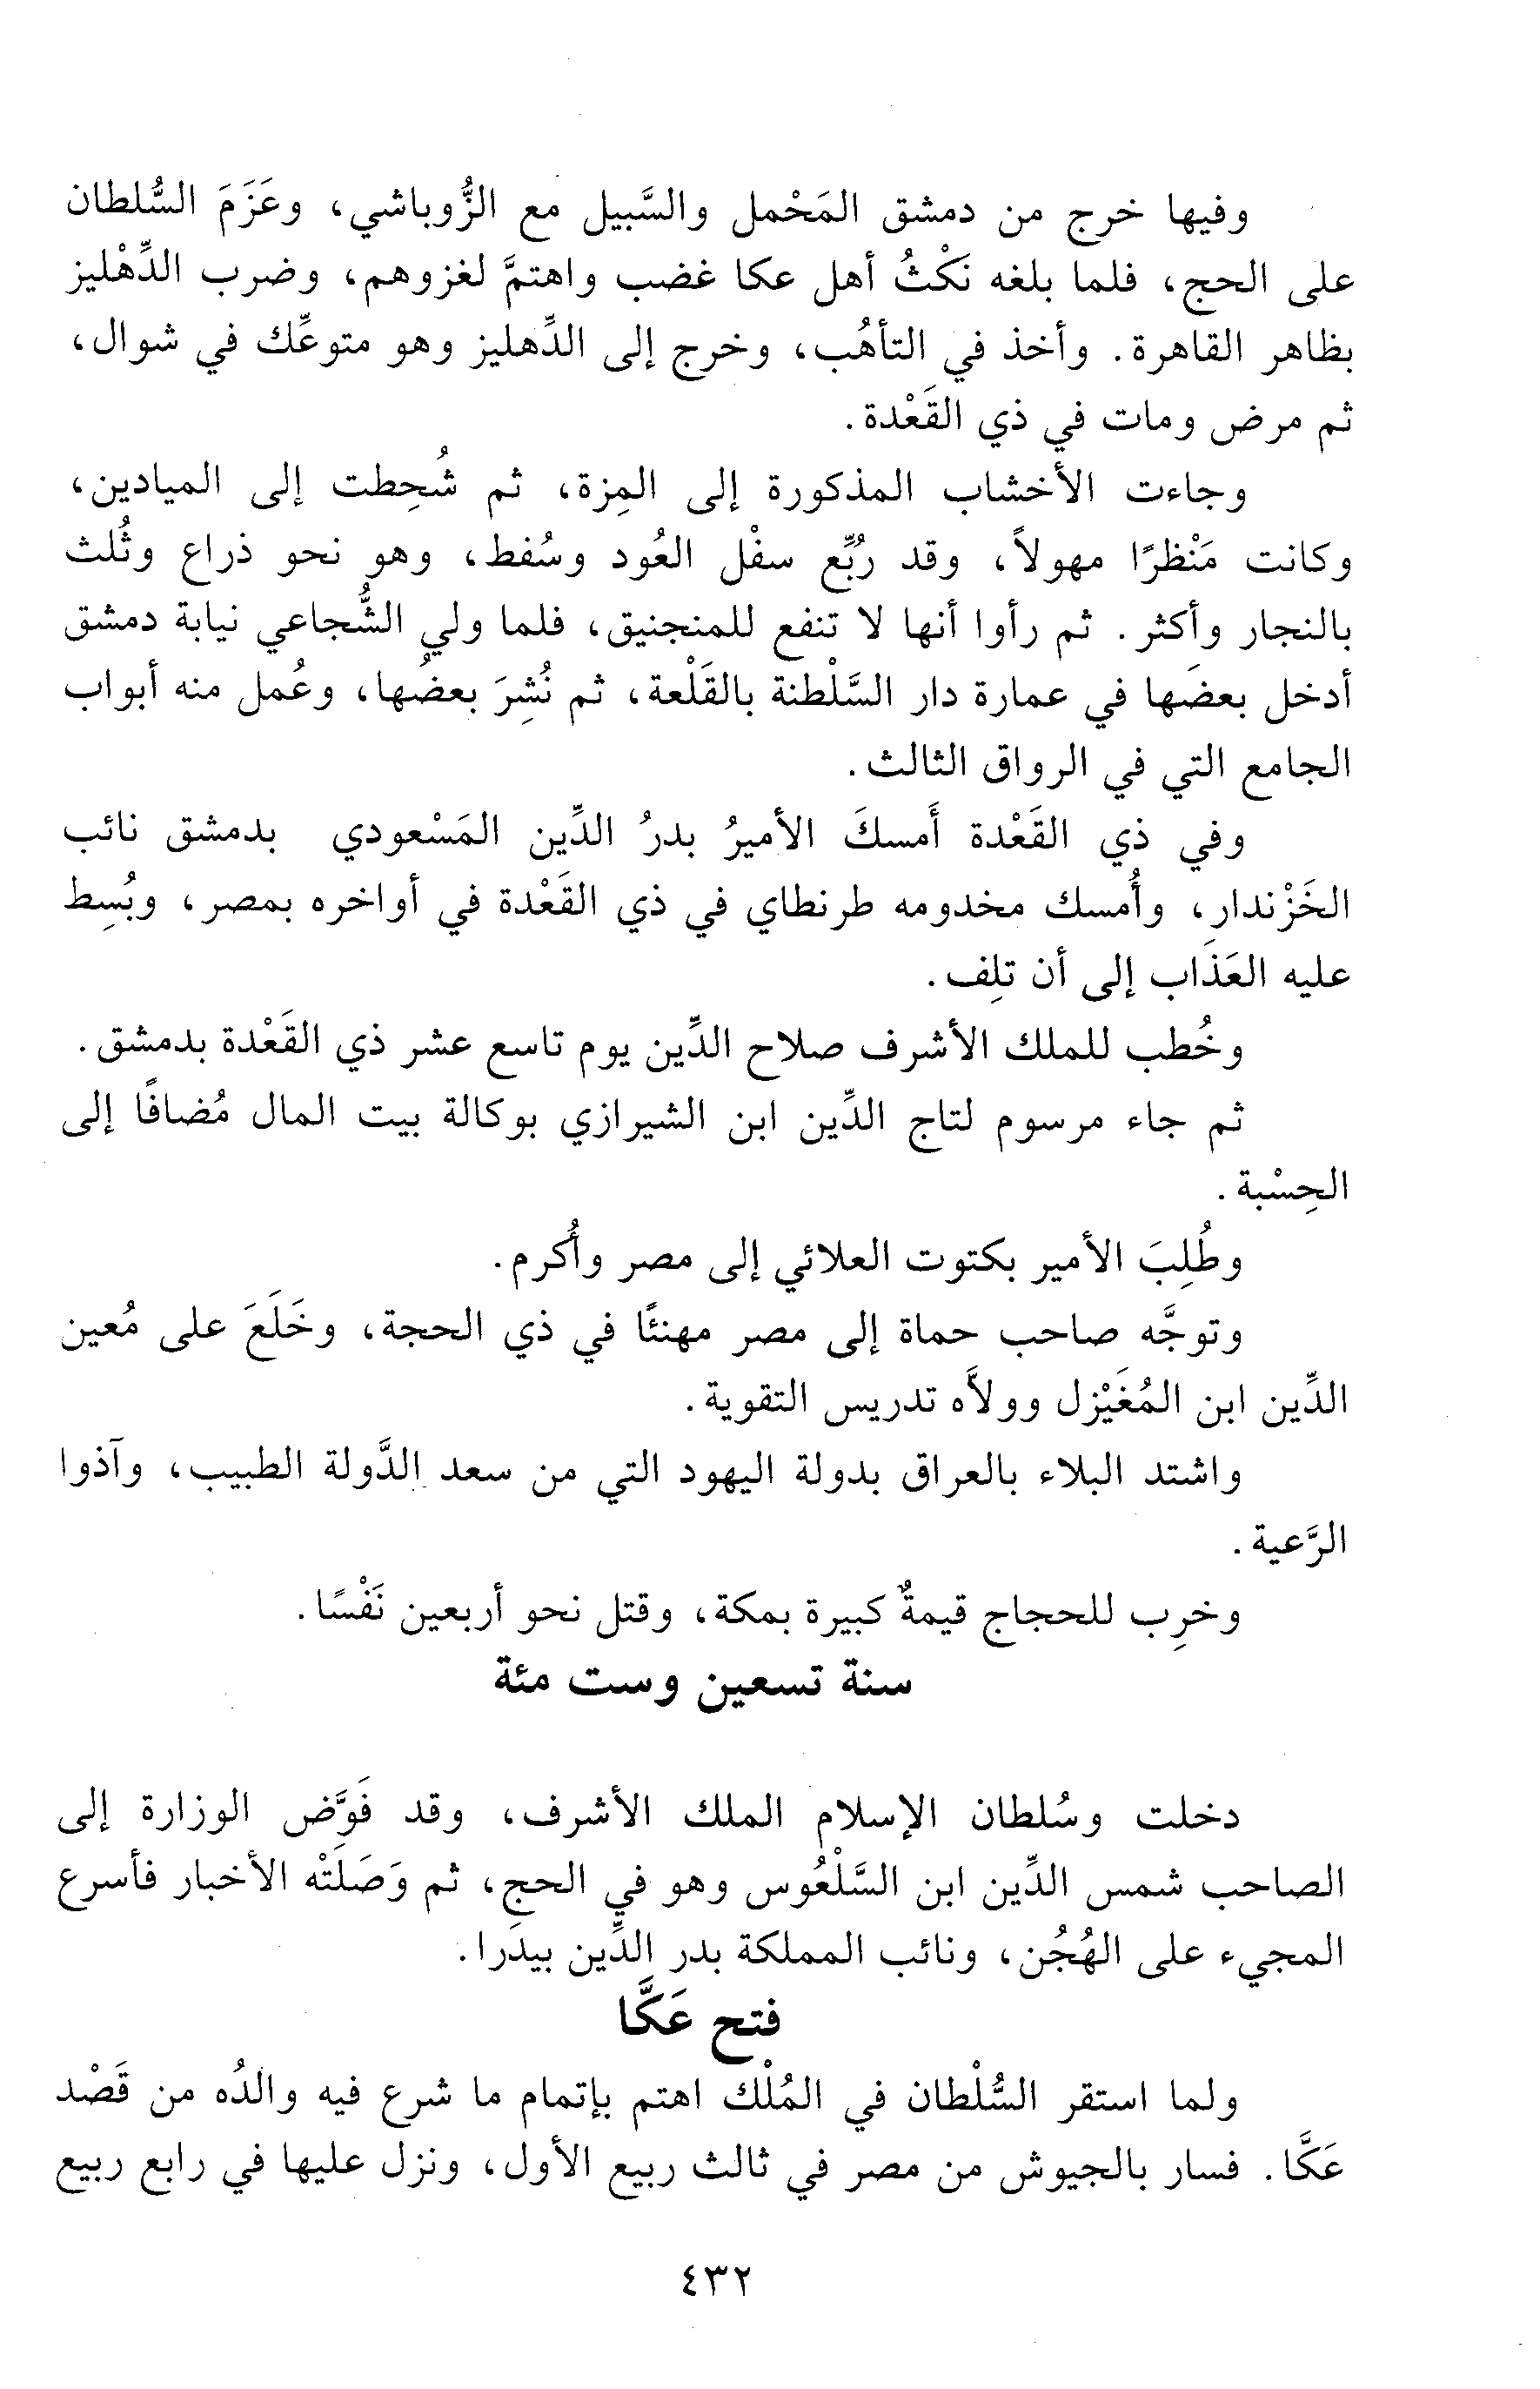 وفيها خرج من دمشق المَحْمل والسَّبيل مع الزُّوباشي، وعَزَمَ السُّلطان
على الحج، فلما بلغه نَكْثُ أهل عكا غضب واهتمَّ لغزوهم، وضرب الدِّهْليز
بظاهر القاهرة. وأخذ في التأهُب، وخرج إلى الدِّهليز وهو متوعِّك في شوال،
ثم مرض ومات في ذي القَعْدة.
وجاءت الأخشاب المذكورة إلى المِزة، ثم شُحِطت إلى الميادين،
وكانت مَنْظرًا مهولاً، وقد رُبِّع سفْل العُود وسُفط، وهو نحو ذراع وثُلث
بالنجار وأكثر. ثم رأوا أنها لا تنفع للمنجنيق، فلما ولي الشُّجاعي نيابة دمشق
أدخل بعضَها في عمارة دار السَّلْطنة بالقَلْعة، ثم نُشِرَ بعضُها، وعُمل منه أبواب
الجامع التي في الرواق الثالث.
وفي ذي القَعْدة أَمسكَ الأميرُ بدرُ الدِّين المَسْعودي بدمشق نائب
الخَزْندار، وأُمسك مخدومه طرنطاي في ذي القَعْدة في أواخره بمصر، وبُسِط
عليه العَذَاب إلى أن تلِف.
وخُطب للملك الأشرف صلاح الدِّين يوم تاسع عشر ذي القَعْدة بدمشق.
ثم جاء مرسوم لتاج الدِّين ابن الشيرازي بوكالة بيت المال مُضافًا إلى
الحِسْبة.
وطُلِبَ الأمير بكتوت العلائي إلى مصر وأُكرم.
وتوجَّه صاحب حماة إلى مصر مهنئًا في ذي الحجة، وخَلَعَ على مُعين
الدِّين ابن المُغَيْزل وولاَّه تدريس التقوية.
واشتد البلاء بالعراق بدولة اليهود التي من سعد الدَّولة الطبيب، وآذوا
الرَّعية.
وخرِب للحجاج قيمةٌ كبيرة بمكة، وقتل نحو أربعين نَفْسًا.
سنة تسعين وست مئة
دخلت وسُلطان الإسلام الملك الأشرف، وقد فَوَّض الوزارة إلى
الصاحب شمس الدِّين ابن السَّلْعُوس وهو في الحج، ثم وَصَلَتْه الأخبار فأسرع
المجيء على الهُجُن، ونائب المملكة بدر الدِّين بيدَرا.
فتح عَكَّا
ولما استقر السُّلْطان في المُلْك اهتم بإتمام ما شرع فيه والدُه من قَصْد
عَكَّا. فسار بالجيوش من مصر في ثالث ربيع الأول، ونزل عليها في رابع ربيع
٤٣٢